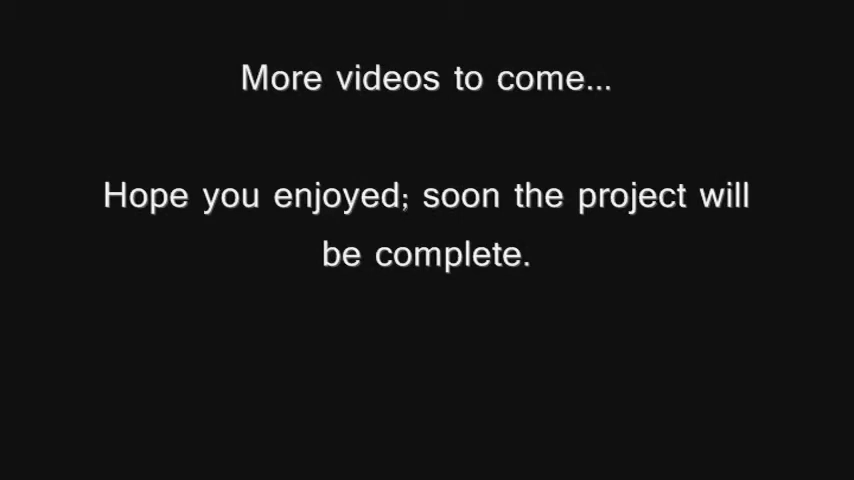 More videos to come...
Hope you enjoyed; soon the project will
be complete.